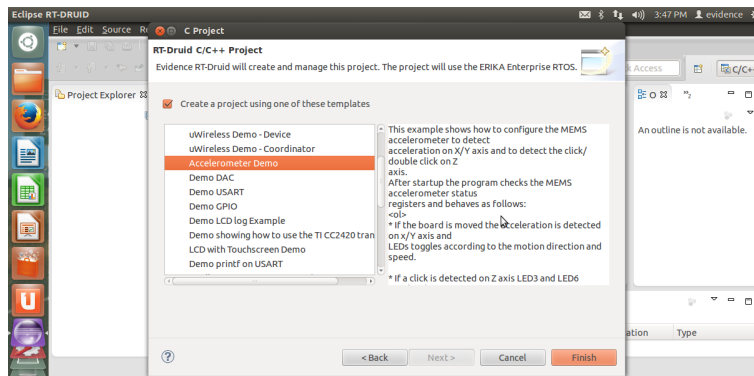 Eclipse RT-DRUID
3:47 PM evidence
File Edit Source
C Project
RT-Druid C/C++ Project
Evidence RT-Druid will create and manage this project. The project will use the ERIKA Enterprise RTOS.
Access
C/C+
Project Explorer
An outline is not available.
Create a project using one of these templates
uWireless Demo - Device
uWireless Demo - Coordinator
Accelerometer Demo
Demo DAC
Demo USART
Demo GPIO
Demo LCD log Example
Demo showing how to use the TI CC2420 tran
LCD with Touchscreen Demo
Demo printf on USART
This example shows how to configure the MEMS
accelerometer to detect
acceleration on X/Y axis and to detect the click/
double click on Z
axis.
After startup the program checks the MEMS
accelerometer status
registers and behaves as follows:
<ol>
* If the board is moved the acceleration is detected
on x/Y axis and
LEDs toggles according to the motion direction and
speed.
* If a click is detected on Z axis LED3 and LED6
ation Type
< Back Next > Cancel Finish